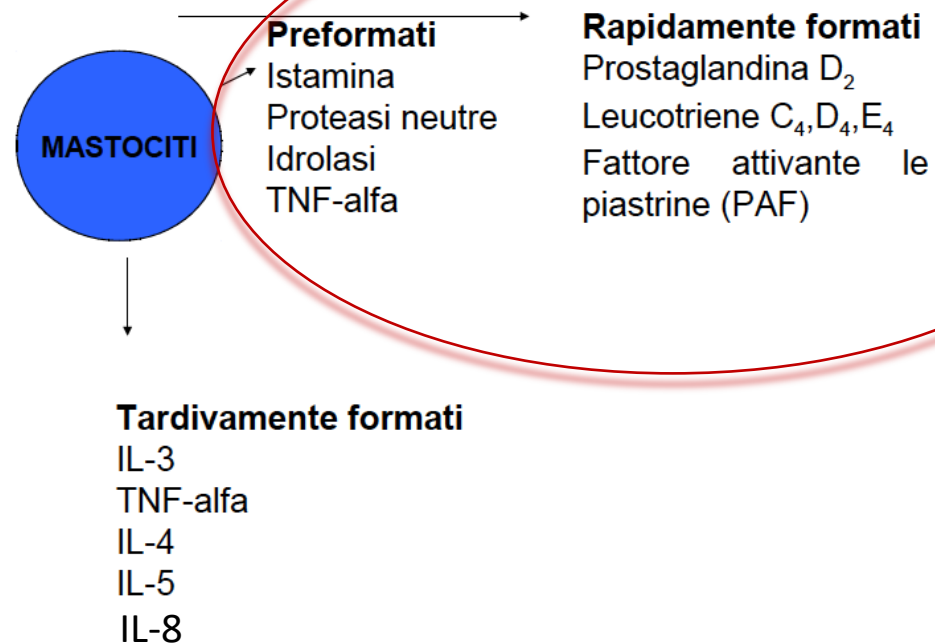 MASTOCITI
Preformati
Istamina
Proteasi neutre
Idrolasi
TNF-alfa
Rapidamente formati
Prostaglandina D₂
Leucotriene C₄,D₄,E₄
Fattore attivante le
piastrine (PAF)
Tardivamente formati
IL-3
TNF-alfa
IL-4
IL-5
IL-8